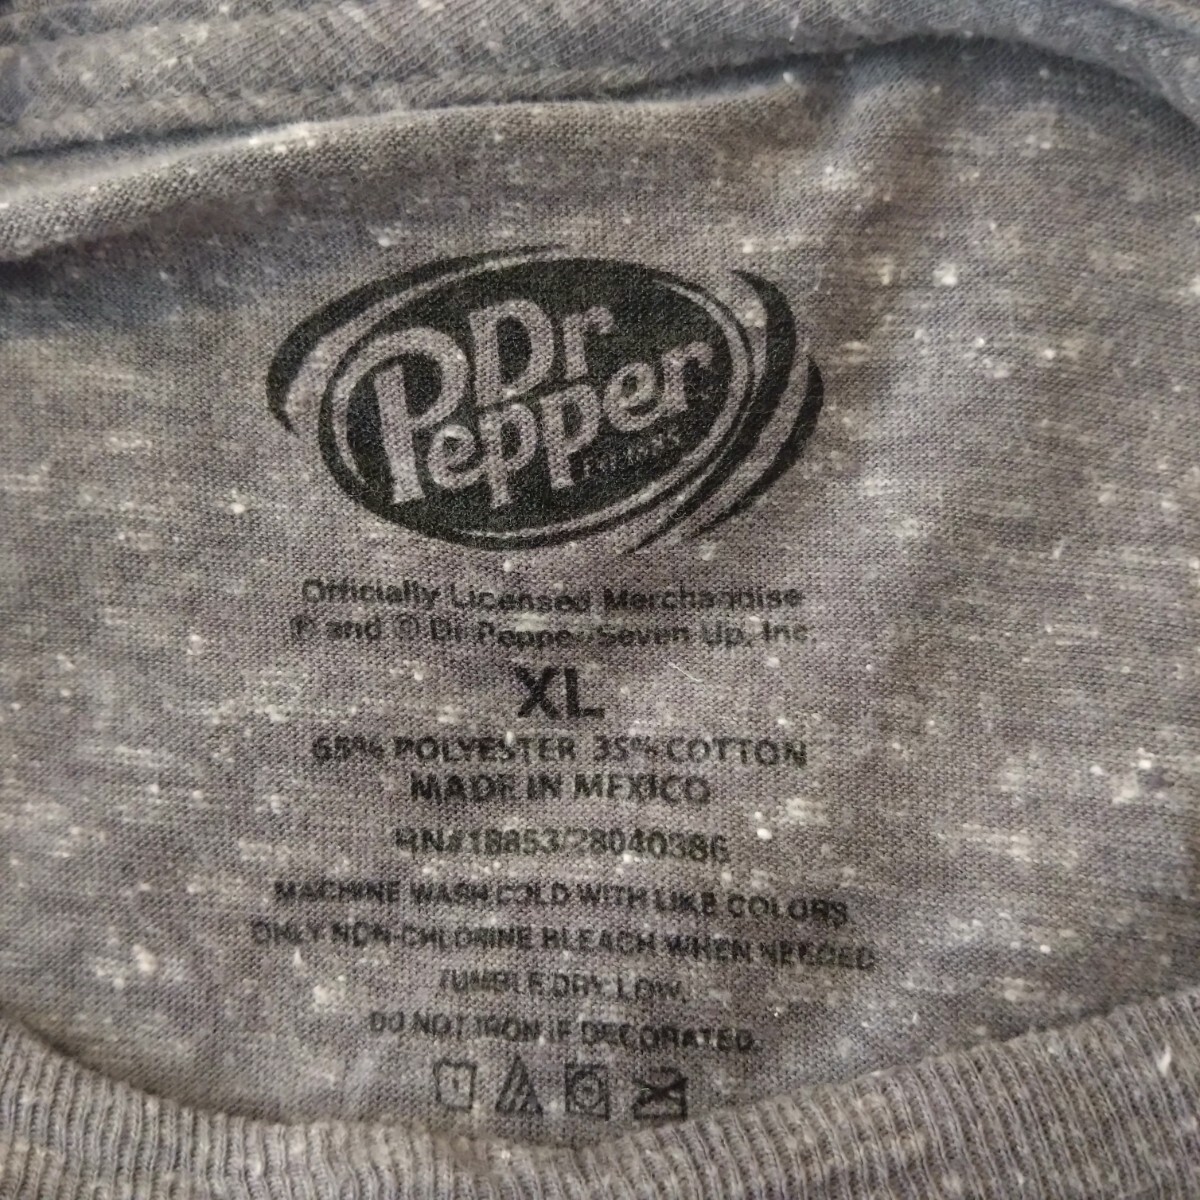 Dr
Pepper
EST. 1885
Officially Licensed Merchandise
® and © Dr Pepper/Seven Up, Inc.
XL
65% POLYESTER 35% COTTON
MADE IN MEXICO
RN#18853/28040386
MACHINE WASH COLD WITH LIKE COLORS.
ONLY NON-CHLORINE BLEACH WHEN NEEDED
TUMBLE DRY LOW.
DO NOT IRON IF DECORATED.